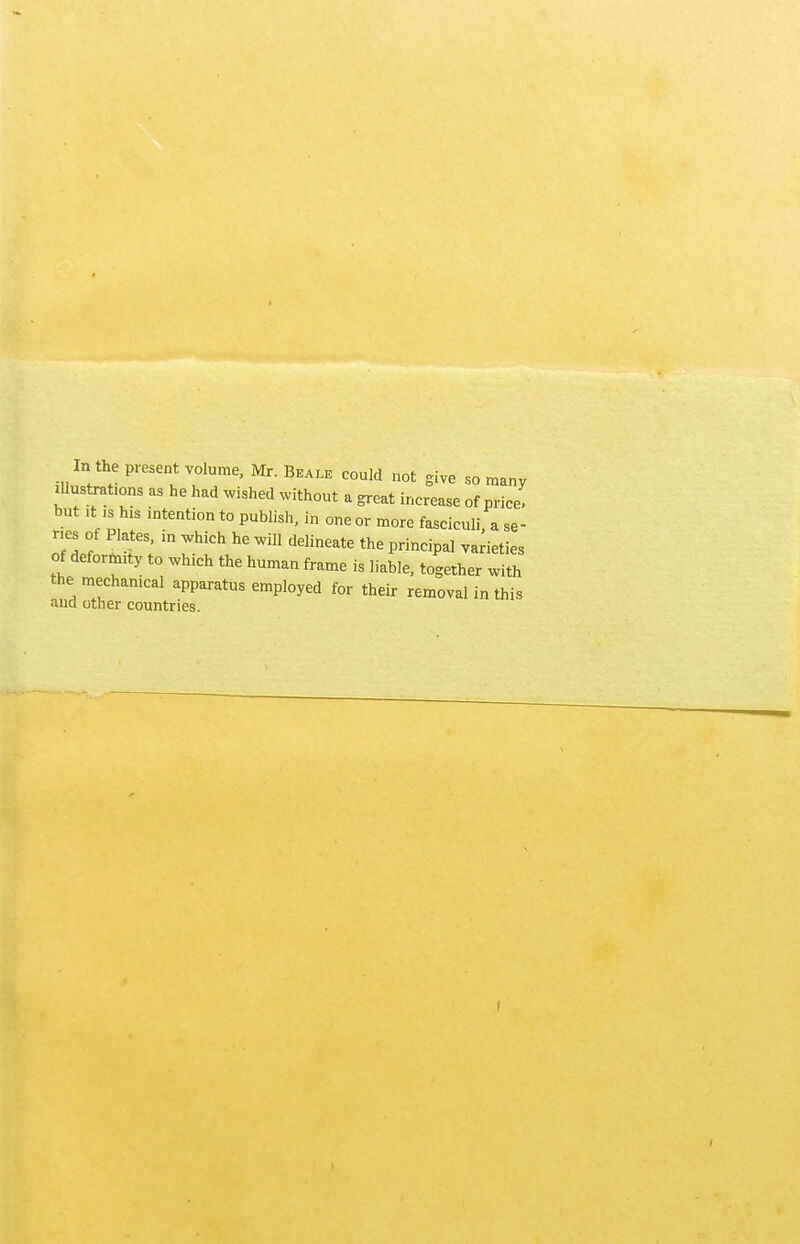 In the present volume, Mr. BEALE could not give so many
illustrations as he had wished without a great increase of price,
but it is his intention to publish, in one or more fasciculi, a se-
ries of Plates, in which he will delineate the principal varieties
of deformity to which the human frame is liable, together with
the mechanical apparatus employed for their removal in this
and other countries.